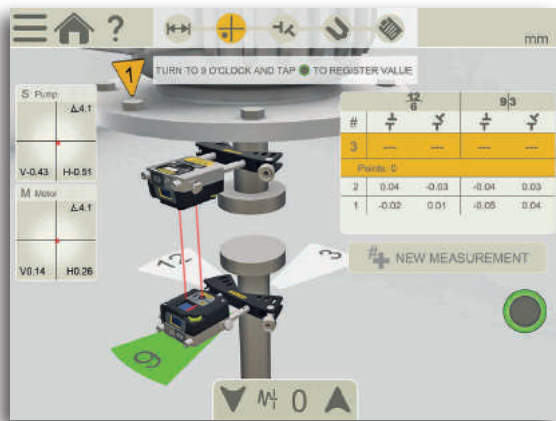 ?
mm
TURN TO 9 O'CLOCK AND TAP TO REGISTER VALUE
1
S Pump
4.1
V-0.43 H-0.51
M Motor
4.1
V0.14 H0.26
12
6
9 3
#
3 --- --- --- ---
Points: 0
2 0.04 -0.03 -0.04 0.03
1 -0.02 0.01 -0.05 0.04
NEW MEASUREMENT
12
3
9
0